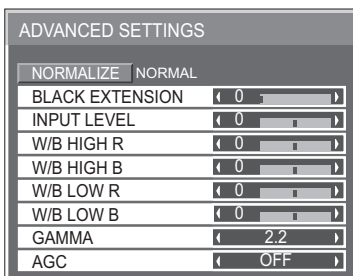 ADVANCED SETTINGS
NORMALIZE NORMAL
BLACK EXTENSION 0
INPUT LEVEL 0
W/B HIGH R 0
W/B HIGH B 0
W/B LOW R 0
W/B LOW B 0
GAMMA 2.2
AGC OFF